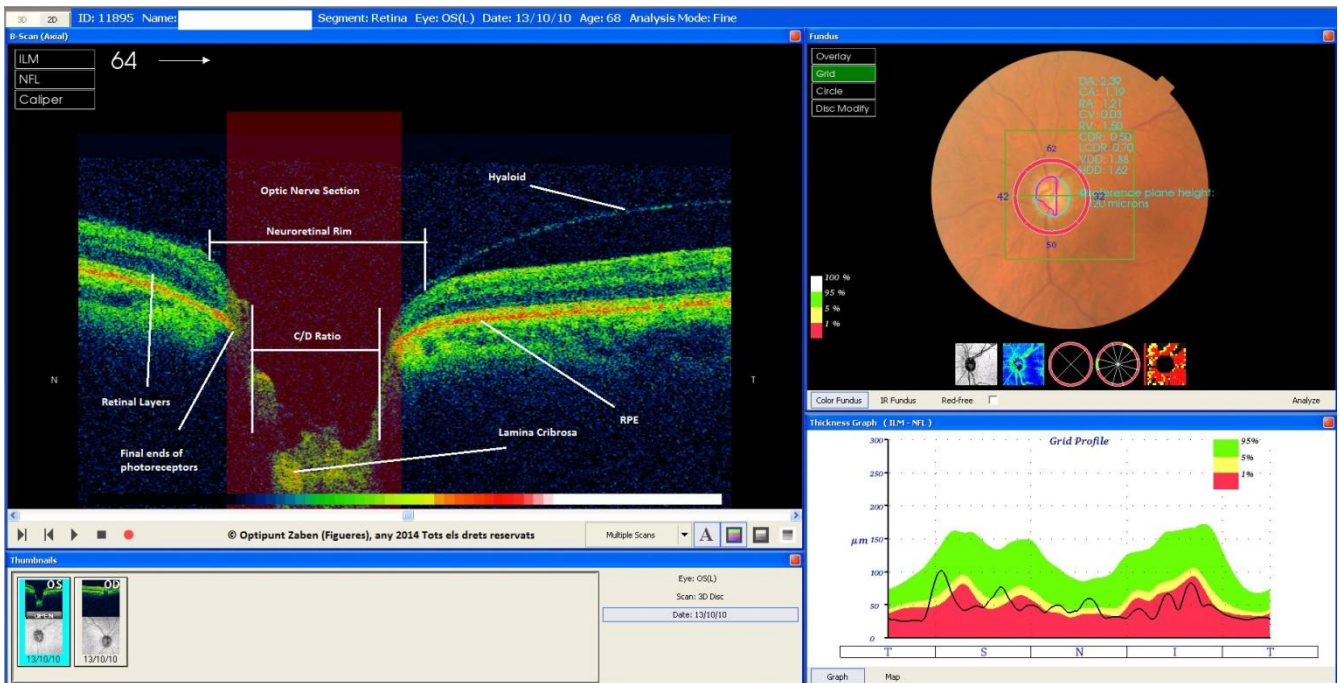 3D 2D ID: 11895 Name: Segment: Retina Eye: OS(L) Date: 13/10/10 Age: 68 Analysis Mode: Fine
B-Scan (Axial)
ILM
NFL
Caliper
64
Optic Nerve Section
Hyaloid
Neuroretinal Rim
C/D Ratio
N
T
Retinal Layers
RPE
Lamina Cribrosa
Final ends of
photoreceptors
© Optipunt Zaben (Figueres), any 2014 Tots els drets reservats
Multiple Scans
A
Thumbnails
OS
OPEN
13/10/10
OD
13/10/10
Eye: OS(L)
Scan: 3D Disc
Date: 13/10/10
Fundus
Overlay
Grid
Circle
Disc Modify
DA: 2,39
CA: 1,19
RA: 1,21
CV: 0,03
RV: 1,50
CDR: 0,50
LCDR: 0,70
VDD: 1,88
HDD: 1,62
Reference plane height:
120 microns
62
42
50
100 %
95 %
5 %
1 %
Color Fundus IR Fundus Red-free Analyze
Thickness Graph ( ILM - NFL )
Grid Profile
95%
5%
1%
300
250
200
μm 150
100
50
0
T S N I T
Graph Map